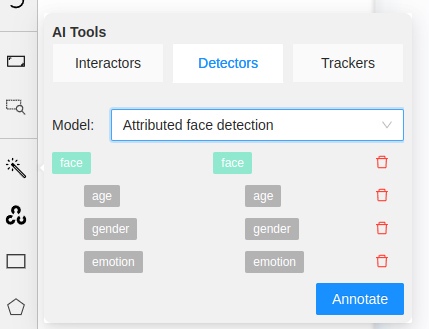 AI Tools
Interactors Detectors Trackers
Model: Attributed face detection
face face
age age
gender gender
emotion emotion
Annotate